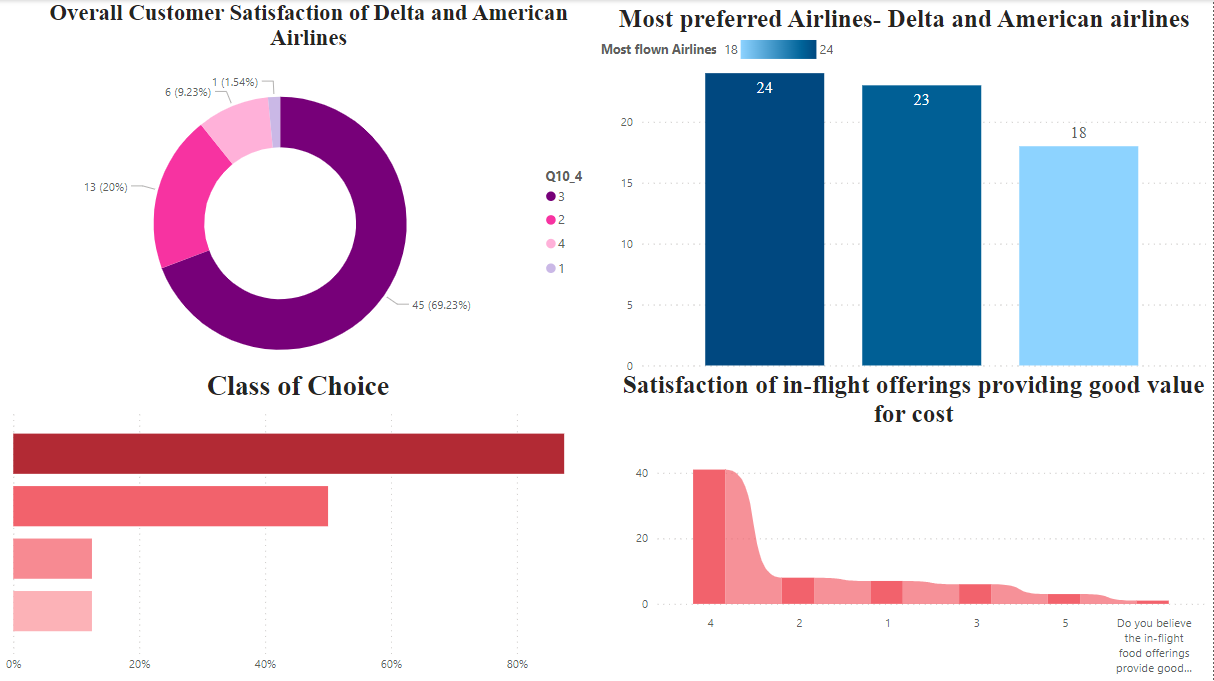 Overall Customer Satisfaction of Delta and American
Airlines
1 (1.54%)
6 (9.23%)
13 (20%)
45 (69.23%)
Q10_4
3
2
4
1
Most preferred Airlines- Delta and American airlines
Most flown Airlines 18 24
24
23
18
20
15
10
5
0
Class of Choice
0% 20% 40% 60% 80%
Satisfaction of in-flight offerings providing good value
for cost
40
20
0
4 2 1 3 5 Do you believe
the in-flight
food offerings
provide good...